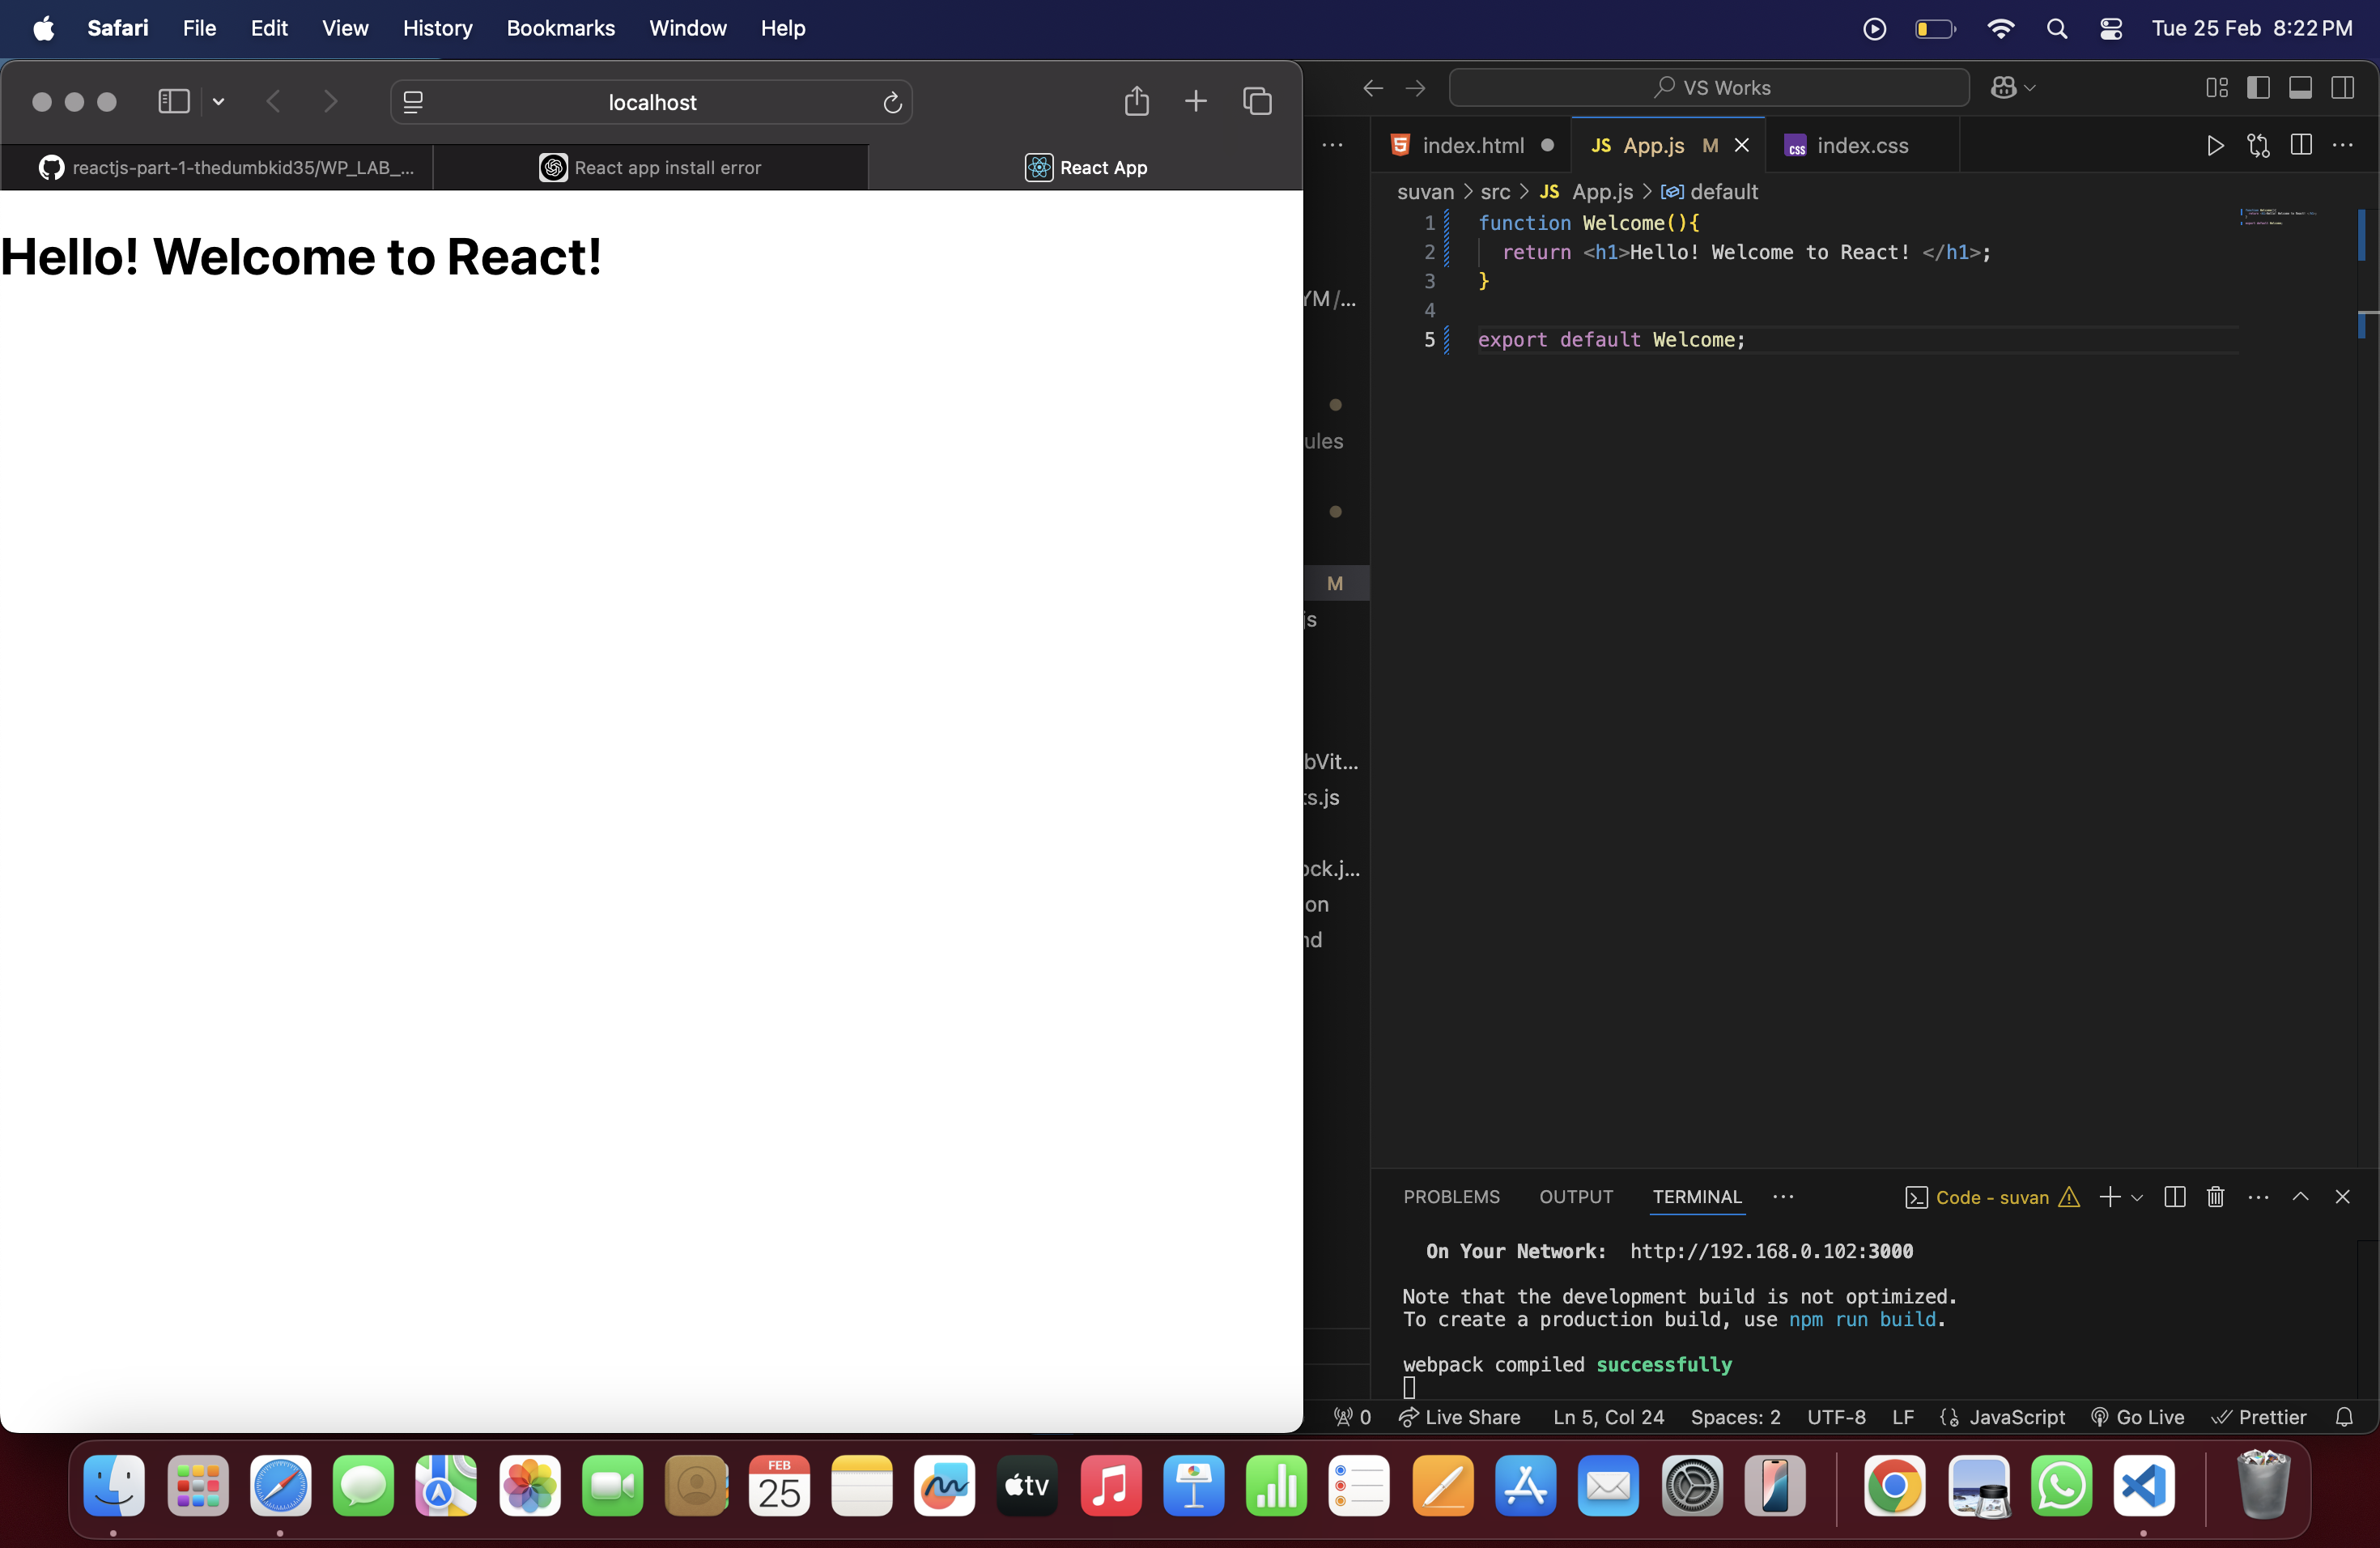 Safari File Edit View History Bookmarks Window Help Tue 25 Feb 8:22 PM
localhost
reactjs-part-1-thedumbkid35/WP_LAB_... React app install error React App
Hello! Welcome to React!
VS Works
index.html JS App.js M css index.css
suvan > src > JS App.js > default
1 function Welcome(){
2 return <h1>Hello! Welcome to React! </h1>;
3 }
4
5 export default Welcome;
YM/...
ules
M
js
bVit...
ts.js
ock.j...
on
nd
PROBLEMS OUTPUT TERMINAL ... Code - suvan
On Your Network: http://192.168.0.102:3000
Note that the development build is not optimized.
To create a production build, use npm run build.
webpack compiled successfully
0 Live Share Ln 5, Col 24 Spaces: 2 UTF-8 LF JavaScript Go Live Prettier
FEB
25
tv